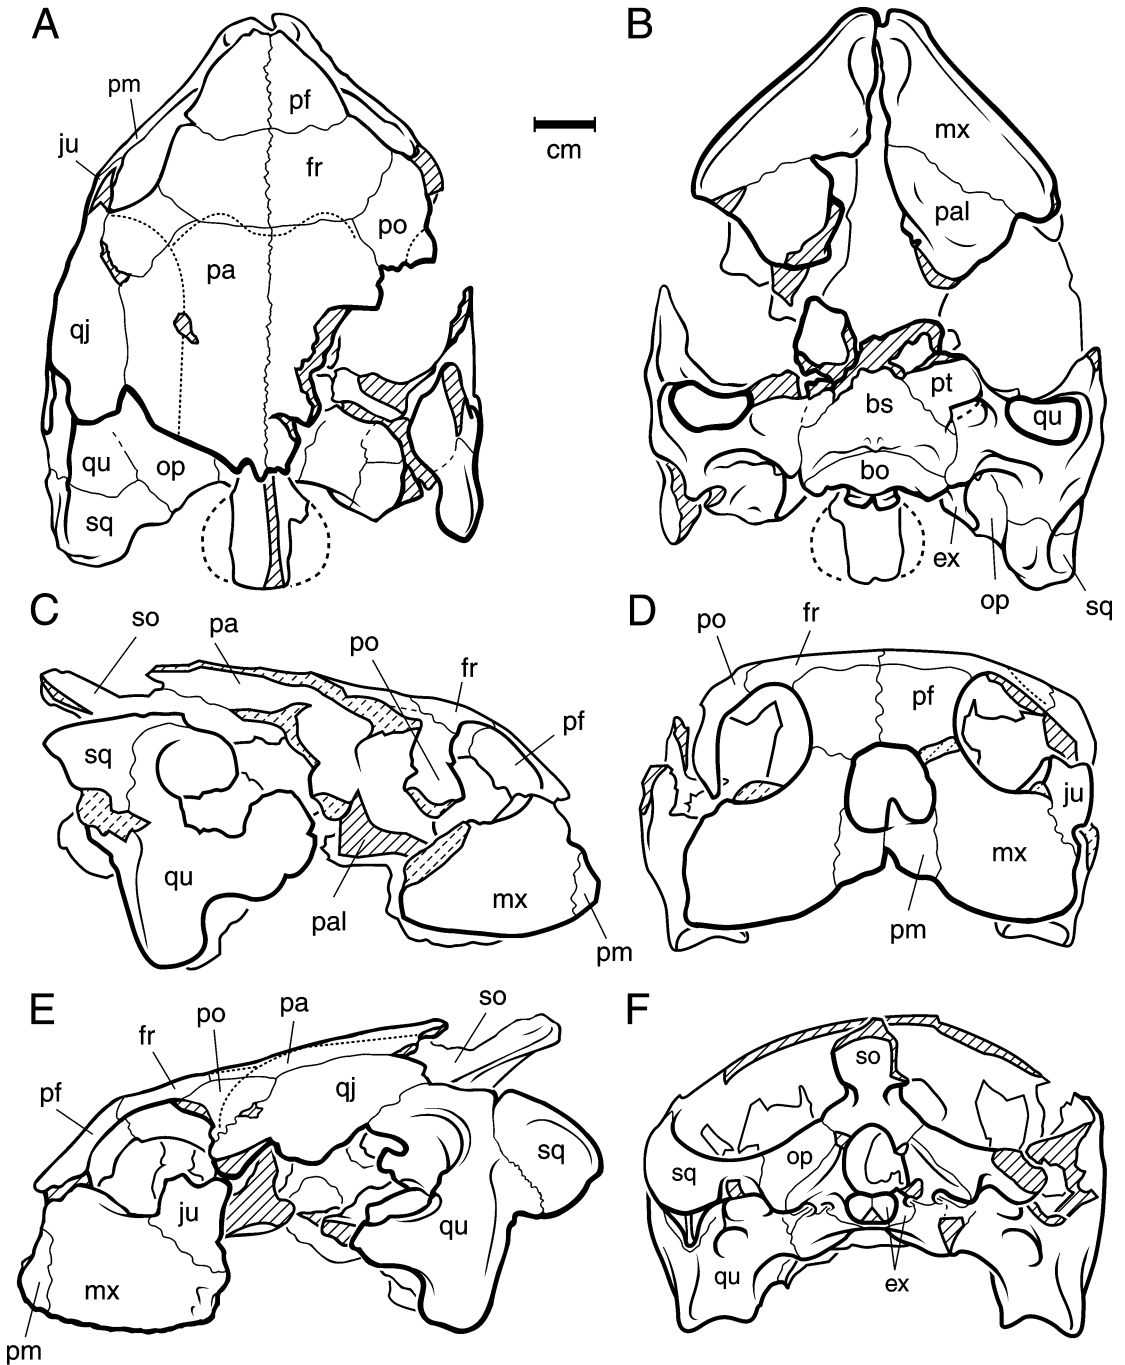 A
pm
pf
ju
fr
po
pa
qj
qu
op
sq
cm
B
mx
pal
pt
bs
qu
bo
ex
op
sq
C
so
pa
po
fr
pf
sq
qu
pal
mx
pm
D
po
fr
pf
ju
mx
pm
E
so
pa
po
fr
pf
qj
sq
ju
qu
mx
pm
F
so
op
sq
qu
ex